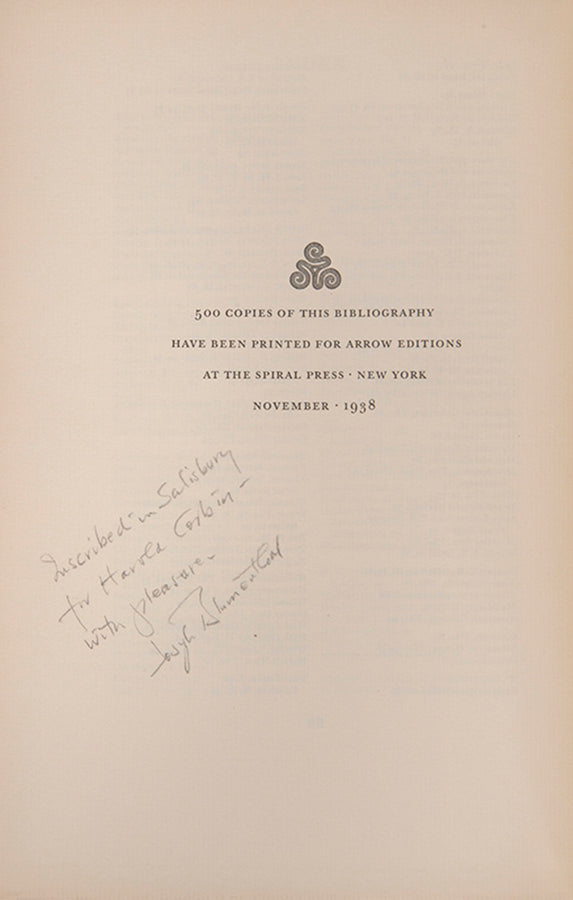 500 COPIES OF THIS BIBLIOGRAPHY
HAVE BEEN PRINTED FOR ARROW EDITIONS
AT THE SPIRAL PRESS · NEW YORK
NOVEMBER · 1938
Inscribed in Salisbury
for Harold Corbin –
with pleasure –
Joseph Blumenthal